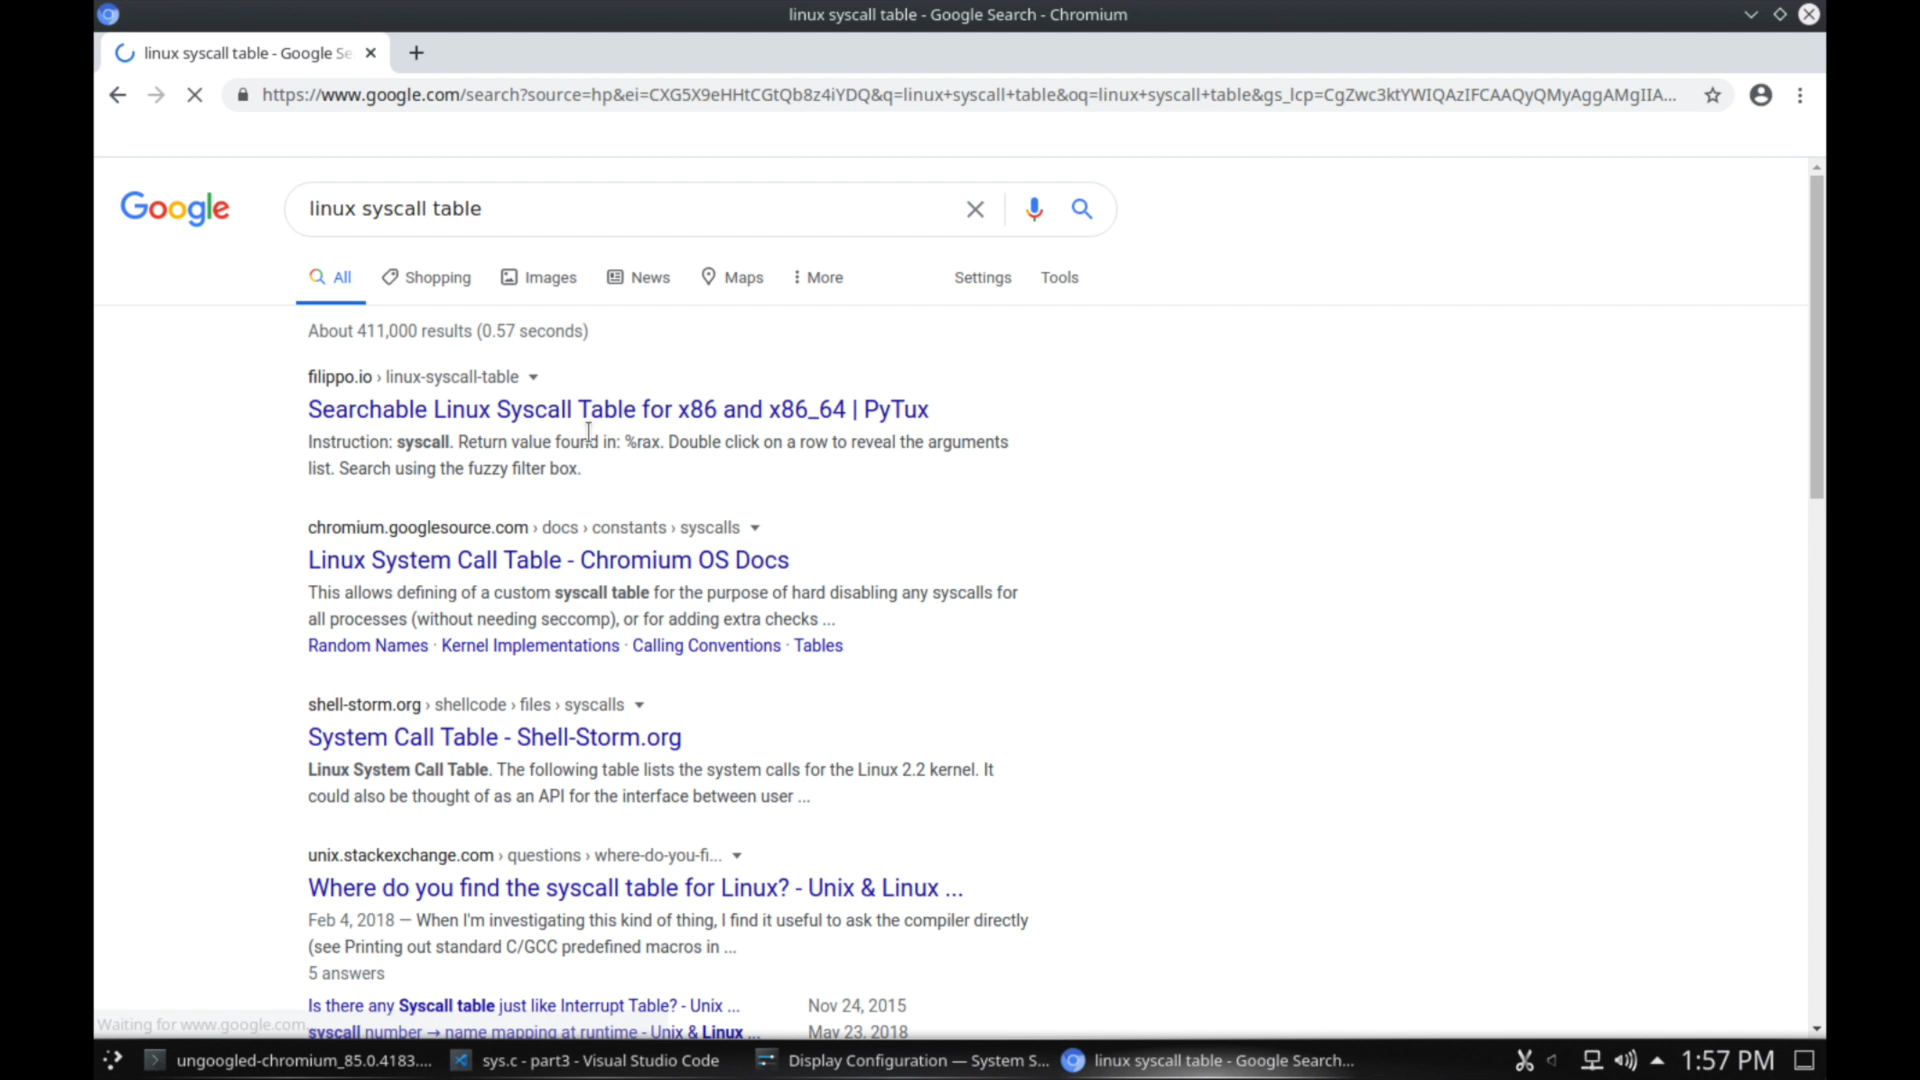 linux syscall table - Google Search - Chromium
linux syscall table - Google Se
https://www.google.com/search?source=hp&ei=CXG5X9eHHtCGtQb8z4iYDQ&q=linux+syscall+table&oq=linux+syscall+table&gs_lcp=CgZwc3ktYWIQAzIFCAAQyQMyAggAMgIIA...
Google
linux syscall table
All Shopping Images News Maps More Settings Tools
About 411,000 results (0.57 seconds)
filippo.io › linux-syscall-table
Searchable Linux Syscall Table for x86 and x86_64 | PyTux
Instruction: syscall. Return value found in: %rax. Double click on a row to reveal the arguments
list. Search using the fuzzy filter box.
chromium.googlesource.com › docs › constants › syscalls
Linux System Call Table - Chromium OS Docs
This allows defining of a custom syscall table for the purpose of hard disabling any syscalls for
all processes (without needing seccomp), or for adding extra checks ...
Random Names · Kernel Implementations · Calling Conventions · Tables
shell-storm.org › shellcode › files › syscalls
System Call Table - Shell-Storm.org
Linux System Call Table. The following table lists the system calls for the Linux 2.2 kernel. It
could also be thought of as an API for the interface between user ...
unix.stackexchange.com › questions › where-do-you-fi...
Where do you find the syscall table for Linux? - Unix & Linux ...
Feb 4, 2018 — When I'm investigating this kind of thing, I find it useful to ask the compiler directly
(see Printing out standard C/GCC predefined macros in ...
5 answers
Is there any Syscall table just like Interrupt Table? - Unix ... Nov 24, 2015
Waiting for www.google.com...
syscall number → name mapping at runtime - Unix & Linux ... May 23, 2018
ungoogled-chromium_85.0.4183.... sys.c - part3 - Visual Studio Code Display Configuration — System S... linux syscall table - Google Search... 1:57 PM